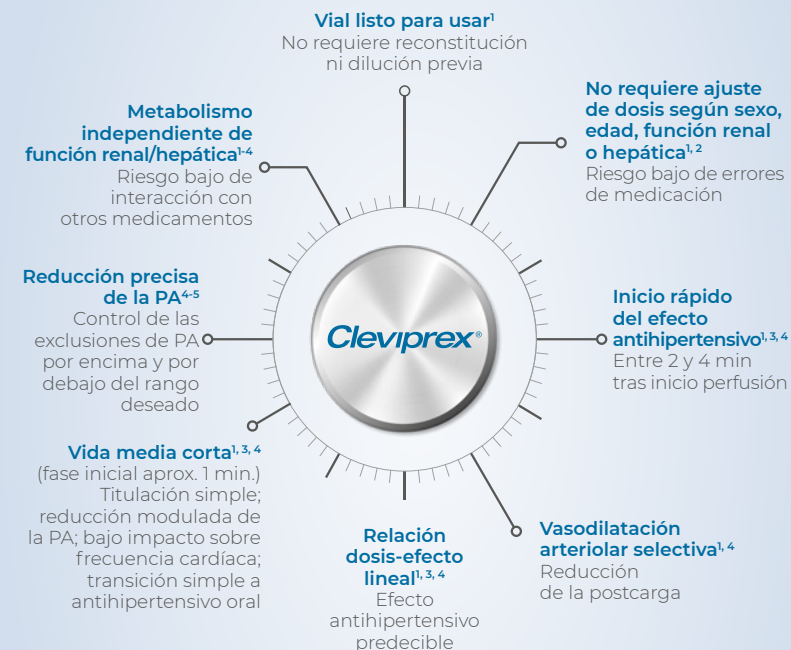 Vial listo para usar¹
No requiere reconstitución
ni dilución previa
No requiere ajuste
de dosis según sexo,
edad, función renal
o hepática¹,²
Riesgo bajo de errores
de medicación
Inicio rápido
del efecto
antihipertensivo¹,³,⁴
Entre 2 y 4 min
tras inicio perfusión
Vasodilatación
arteriolar selectiva¹,⁴
Reducción
de la postcarga
Relación
dosis-efecto
lineal¹,³,⁴
Efecto
antihipertensivo
predecible
Vida media corta¹,³,⁴
(fase inicial aprox. 1 min.)
Titulación simple;
reducción modulada de
la PA; bajo impacto sobre
frecuencia cardíaca;
transición simple a
antihipertensivo oral
Reducción precisa
de la PA⁴-⁵
Control de las
exclusiones de PA
por encima y por
debajo del rango
deseado
Metabolismo
independiente de
función renal/hepática¹-⁴
Riesgo bajo de
interacción con
otros medicamentos
Cleviprex®